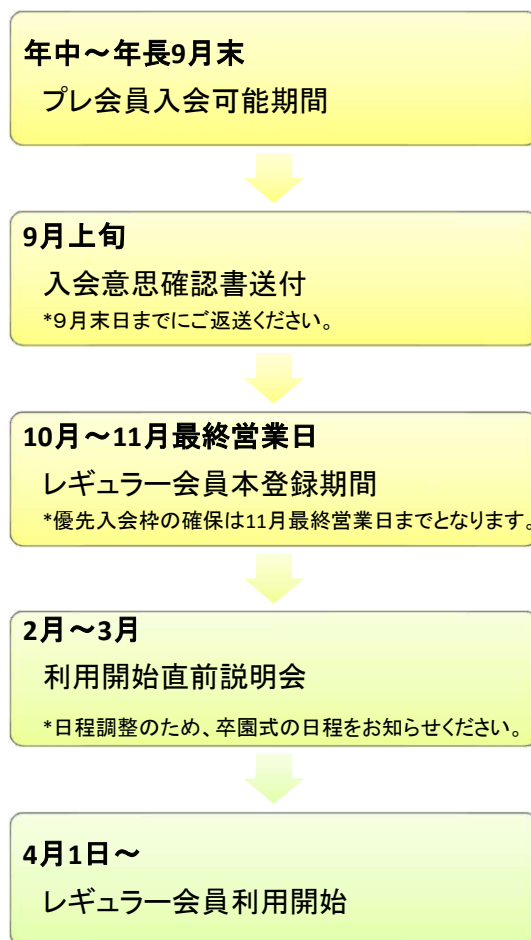 年中～年長9月末
プレ会員入会可能期間
9月上旬
入会意思確認書送付
*9月末日までにご返送ください。
10月～11月最終営業日
レギュラー会員本登録期間
*優先入会枠の確保は11月最終営業日までとなります。
2月～3月
利用開始直前説明会
*日程調整のため、卒園式の日程をお知らせください。
4月1日～
レギュラー会員利用開始